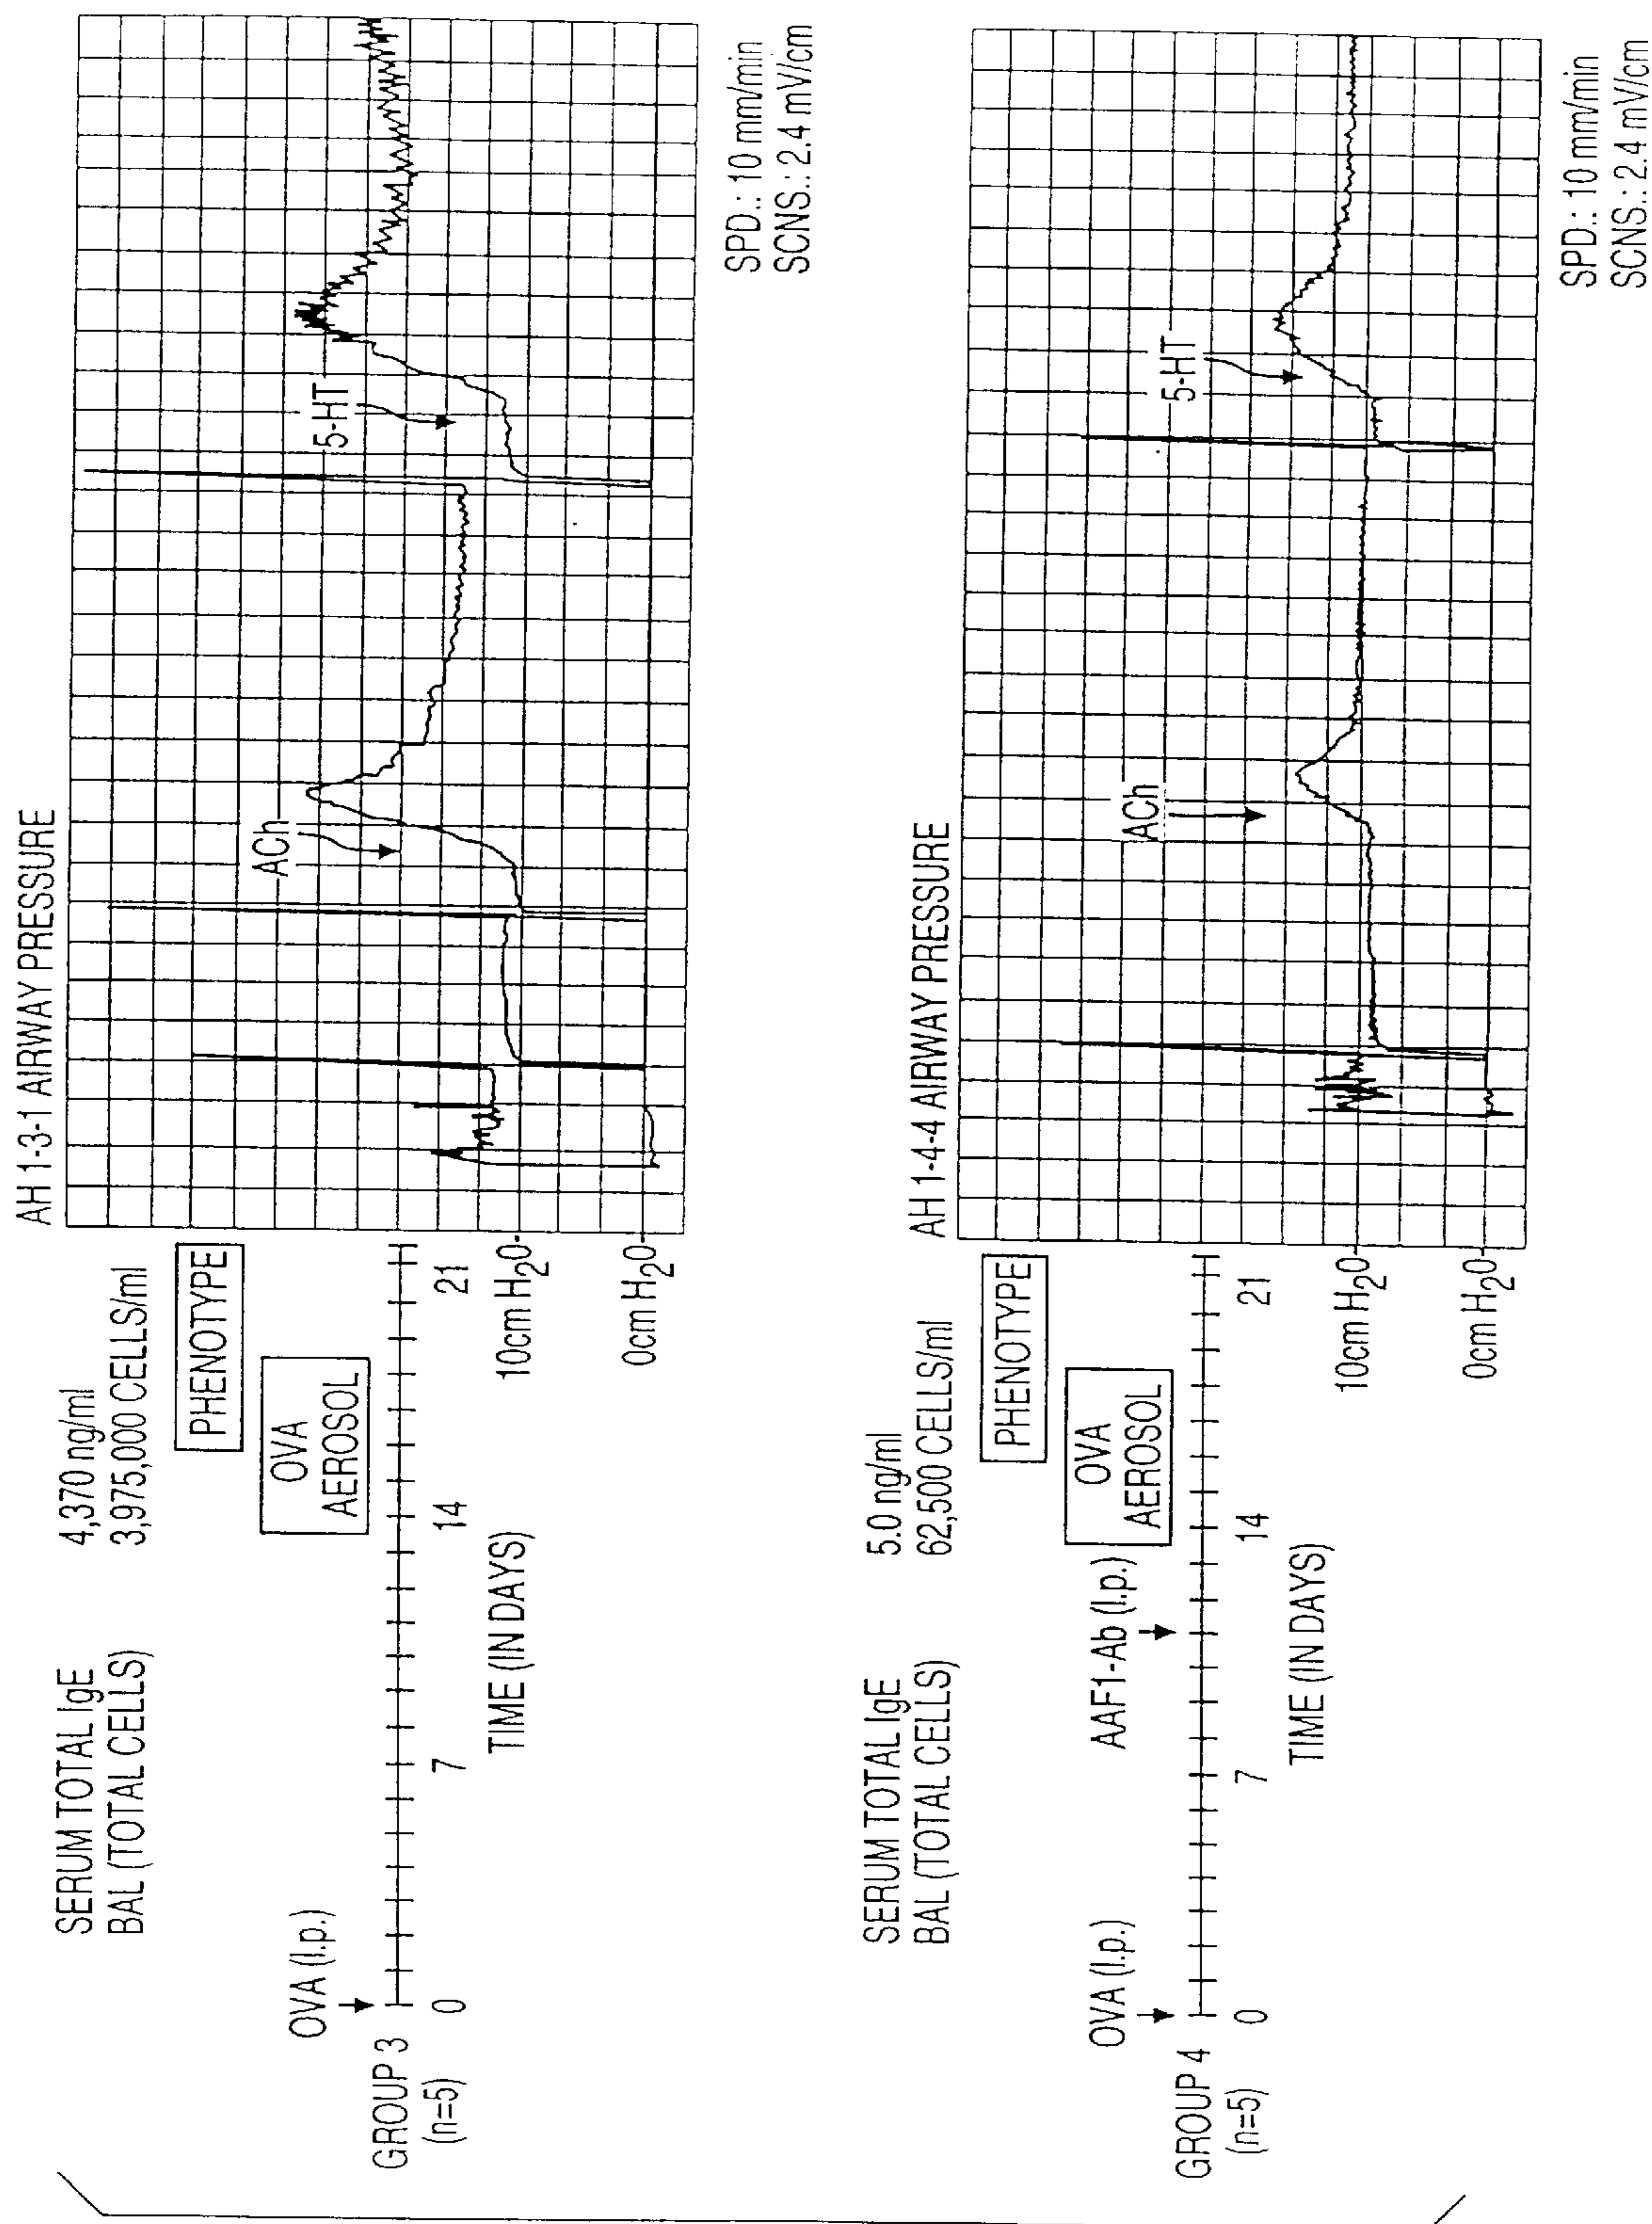 SERUM TOTAL IgE 4,370 ng/ml
BAL (TOTAL CELLS) 3,975,000 CELLS/ml
AH 1-3-1 AIRWAY PRESSURE
PHENOTYPE
OVA (I.p.)
OVA
AEROSOL
ACh
5-HT
GROUP 3
(n=5)
0 7 14 21
TIME (IN DAYS)
10cm H20
0cm H20
SPD.: 10 mm/min
SCNS.: 2.4 mV/cm
SERUM TOTAL IgE 5.0 ng/ml
BAL (TOTAL CELLS) 62,500 CELLS/ml
AH 1-4-4 AIRWAY PRESSURE
PHENOTYPE
OVA (I.p.)
AAF1-Ab (I.p.)
OVA
AEROSOL
ACh
5-HT
GROUP 4
(n=5)
0 7 14 21
TIME (IN DAYS)
10cm H20
0cm H20
SPD.: 10 mm/min
SCNS.: 2.4 mV/cm